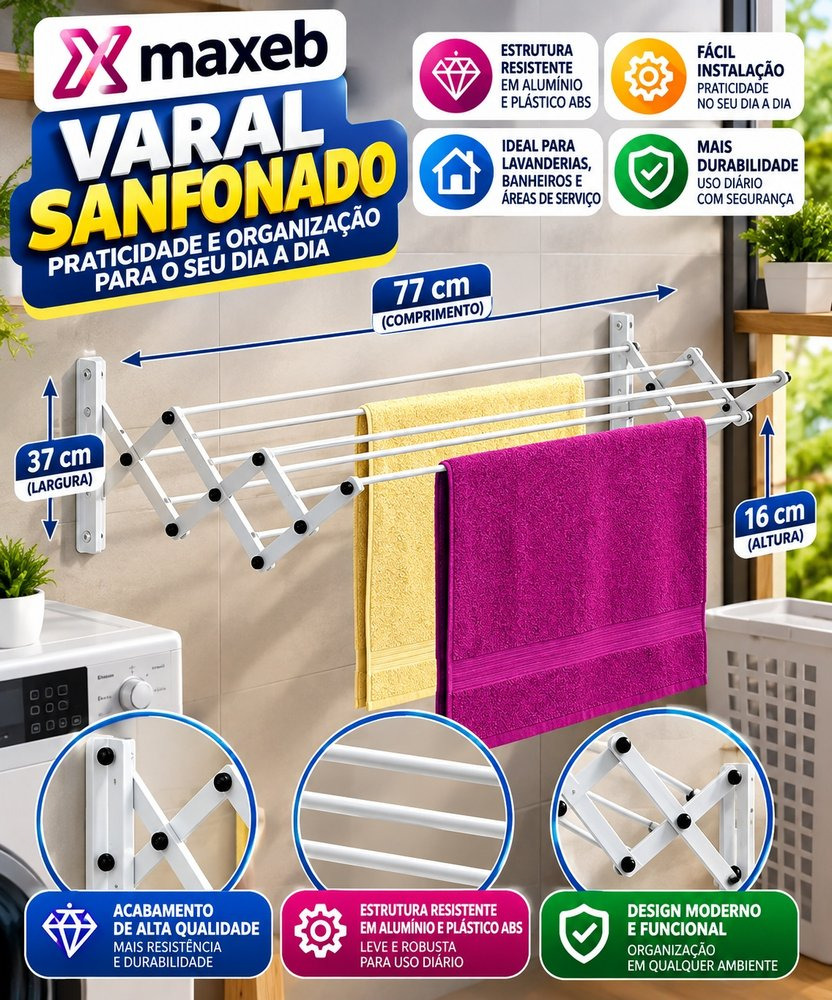 maxeb
VARAL
SANFONADO
PRATICIDADE E ORGANIZAÇÃO
PARA O SEU DIA A DIA
ESTRUTURA
RESISTENTE
EM ALUMÍNIO
E PLÁSTICO ABS
FÁCIL
INSTALAÇÃO
PRATICIDADE
NO SEU DIA A DIA
IDEAL PARA
LAVANDERIAS,
BANHEIROS E
ÁREAS DE SERVIÇO
MAIS
DURABILIDADE
USO DIÁRIO
COM SEGURANÇA
77 cm
(COMPRIMENTO)
37 cm
(LARGURA)
16 cm
(ALTURA)
ACABAMENTO
DE ALTA QUALIDADE
MAIS RESISTÊNCIA
E DURABILIDADE
ESTRUTURA RESISTENTE
EM ALUMÍNIO E PLÁSTICO ABS
LEVE E ROBUSTA
PARA USO DIÁRIO
DESIGN MODERNO
E FUNCIONAL
ORGANIZAÇÃO
EM QUALQUER AMBIENTE